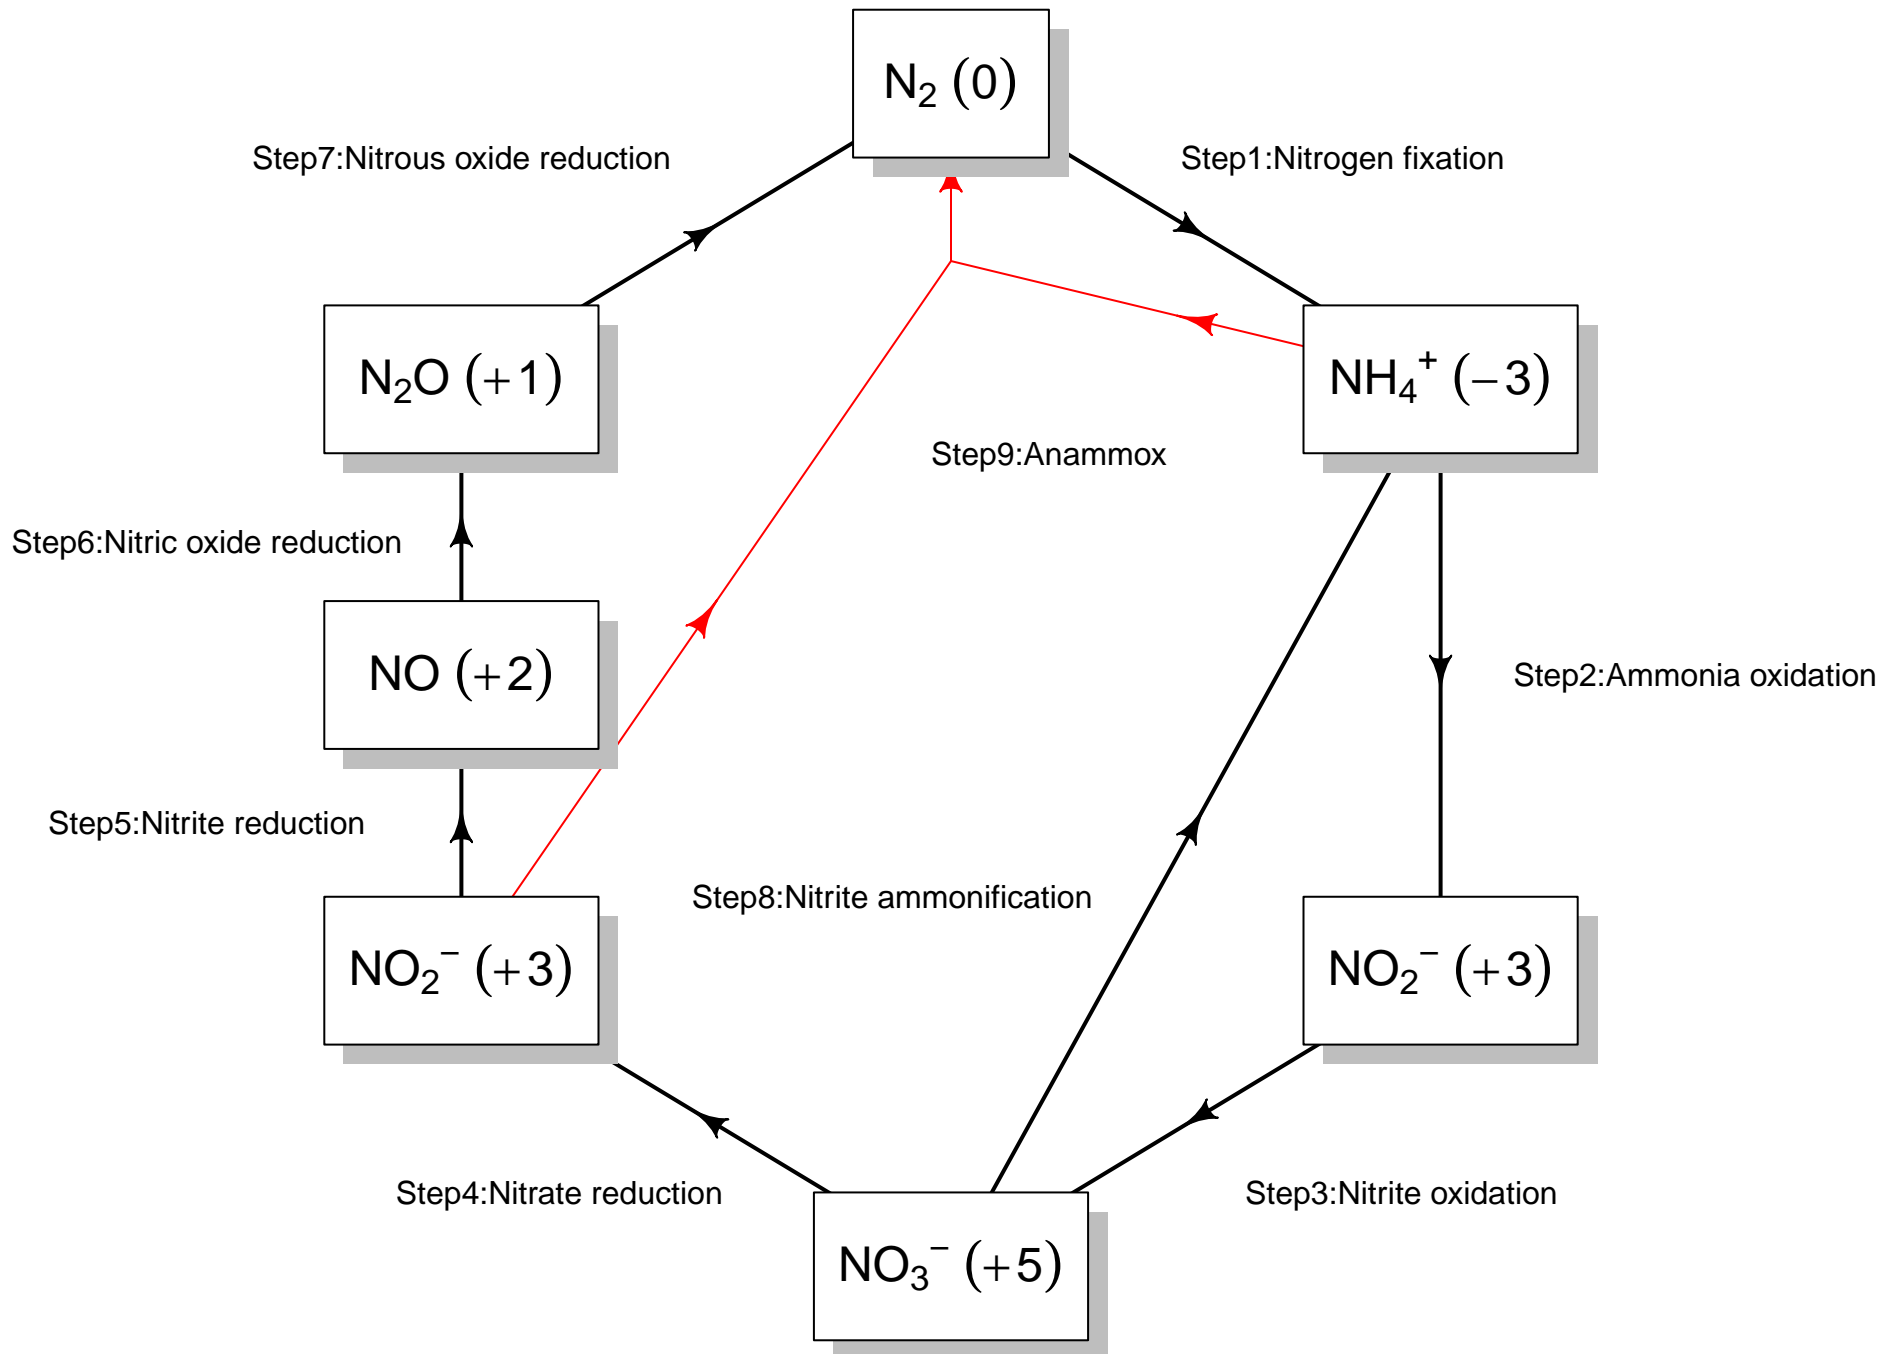 N₂ (0)
Step7:Nitrous oxide reduction
Step1:Nitrogen fixation
N₂O (+1)
NH₄⁺ (−3)
Step9:Anammox
Step6:Nitric oxide reduction
NO (+2)
Step2:Ammonia oxidation
Step5:Nitrite reduction
Step8:Nitrite ammonification
NO₂⁻ (+3)
NO₂⁻ (+3)
Step4:Nitrate reduction
Step3:Nitrite oxidation
NO₃⁻ (+5)